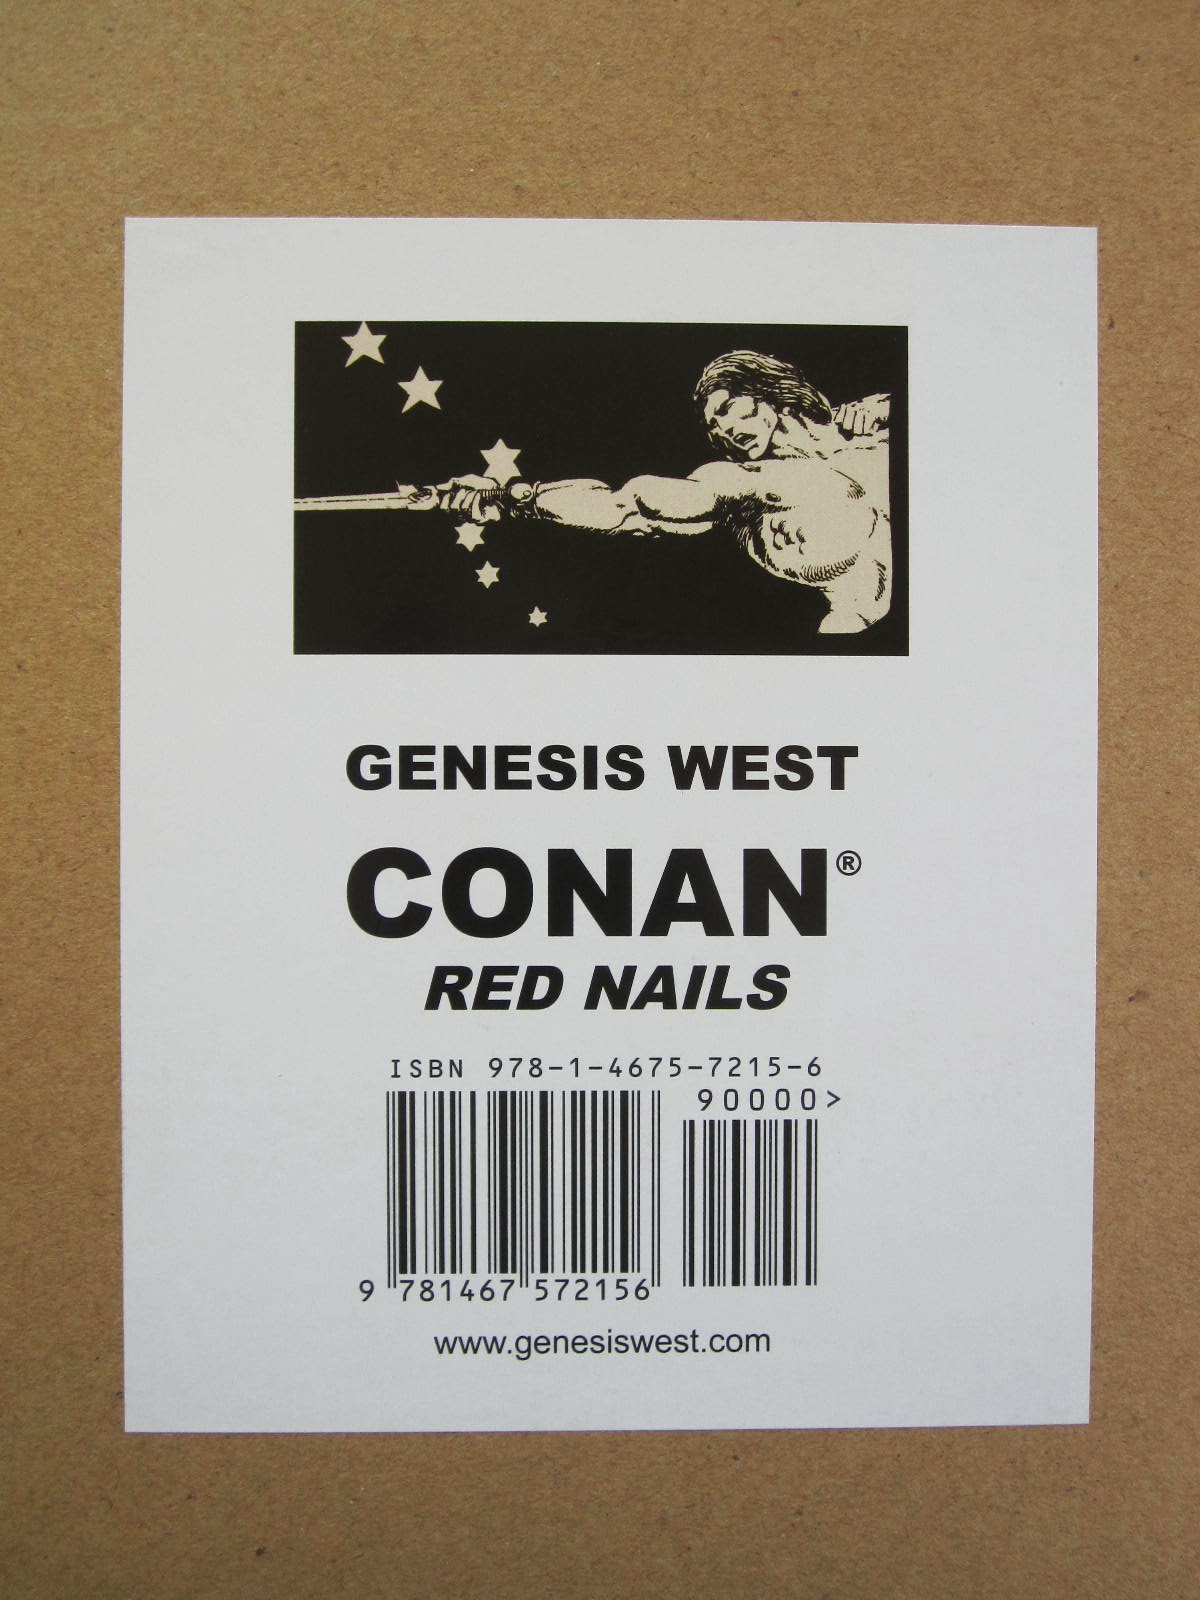 GENESIS WEST
CONAN®
RED NAILS
ISBN 978-1-4675-7215-6
90000>
9 781467 572156
www.genesiswest.com